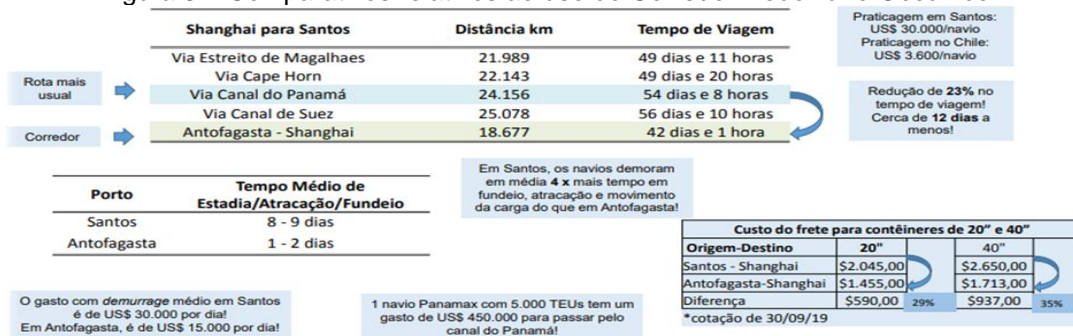 Shanghai para Santos Distância km Tempo de Viagem
Via Estreito de Magalhaes 21.989 49 dias e 11 horas
Via Cape Horn 22.143 49 dias e 20 horas
Via Canal do Panamá 24.156 54 dias e 8 horas
Via Canal de Suez 25.078 56 dias e 10 horas
Antofagasta - Shanghai 18.677 42 dias e 1 hora
Rota mais
usual
Corredor
Praticagem em Santos:
US$ 30.000/navio
Praticagem no Chile:
US$ 3.600/navio
Redução de 23% no
tempo de viagem!
Cerca de 12 dias a
menos!
Porto Tempo Médio de
Estadia/Atracação/Fundeio
Santos 8 - 9 dias
Antofagasta 1 - 2 dias
Em Santos, os navios demoram
em média 4 x mais tempo em
fundeio, atracação e movimento
da carga do que em Antofagasta!
Custo do frete para contêineres de 20" e 40"
Origem-Destino 20" 40"
Santos - Shanghai $2.045,00 $2.650,00
Antofagasta-Shanghai $1.455,00 $1.713,00
Diferença $590,00 29% $937,00 35%
*cotação de 30/09/19
O gasto com demurrage médio em Santos
é de US$ 30.000 por dia!
Em Antofagasta, é de US$ 15.000 por dia!
1 navio Panamax com 5.000 TEUs tem um
gasto de US$ 450.000 para passar pelo
canal do Panamá!